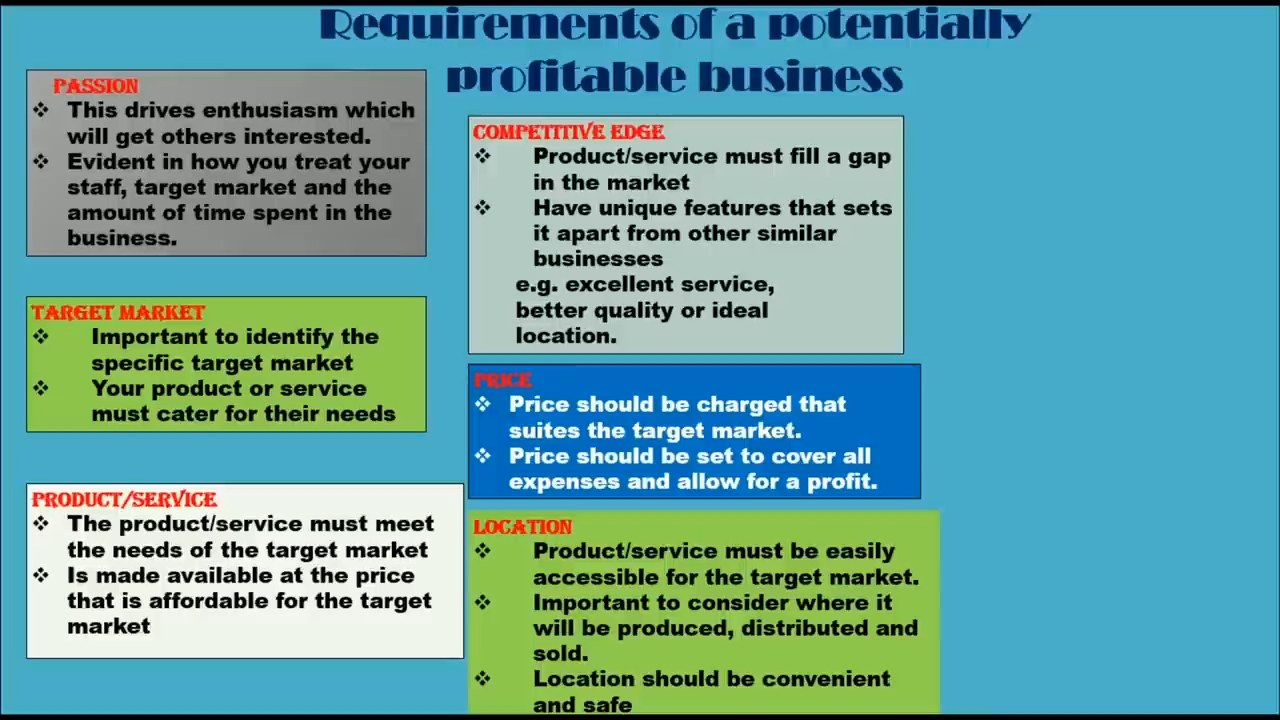 Requirements of a potentially
profitable business
PASSION
❖ This drives enthusiasm which
will get others interested.
❖ Evident in how you treat your
staff, target market and the
amount of time spent in the
business.
TARGET MARKET
❖ Important to identify the
specific target market
❖ Your product or service
must cater for their needs
PRODUCT/SERVICE
❖ The product/service must meet
the needs of the target market
❖ Is made available at the price
that is affordable for the target
market
COMPETITIVE EDGE
❖ Product/service must fill a gap
in the market
❖ Have unique features that sets
it apart from other similar
businesses
e.g. excellent service,
better quality or ideal
location.
PRICE
❖ Price should be charged that
suites the target market.
❖ Price should be set to cover all
expenses and allow for a profit.
LOCATION
❖ Product/service must be easily
accessible for the target market.
❖ Important to consider where it
will be produced, distributed and
sold.
❖ Location should be convenient
and safe